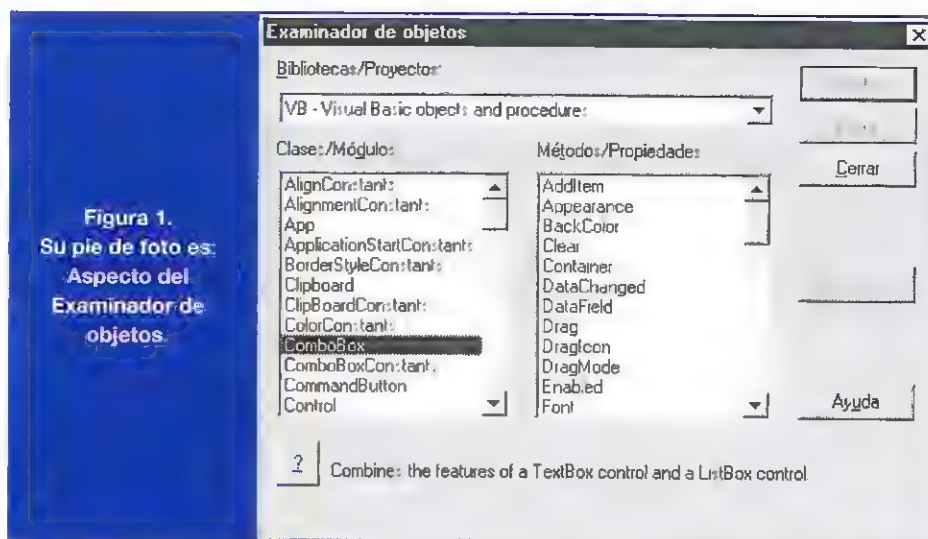 Figura 1.
Su pie de foto es:
Aspecto del
Examinador de
objetos.
Examinador de objetos
Bibliotecas/Proyectos:
VB - Visual Basic objects and procedures
Clases/Módulos
AlignConstants
AlignmentConstants
App
ApplicationStartConstants
BorderStyleConstants
Clipboard
ClipBoardConstants
ColorConstants
ComboBox
ComboBoxConstants
CommandButton
Control
Métodos/Propiedades
AddItem
Appearance
BackColor
Clear
Container
DataChanged
DataField
Drag
DragIcon
DragMode
Enabled
Font
Cerrar
Ayuda
? Combines the features of a TextBox control and a ListBox control